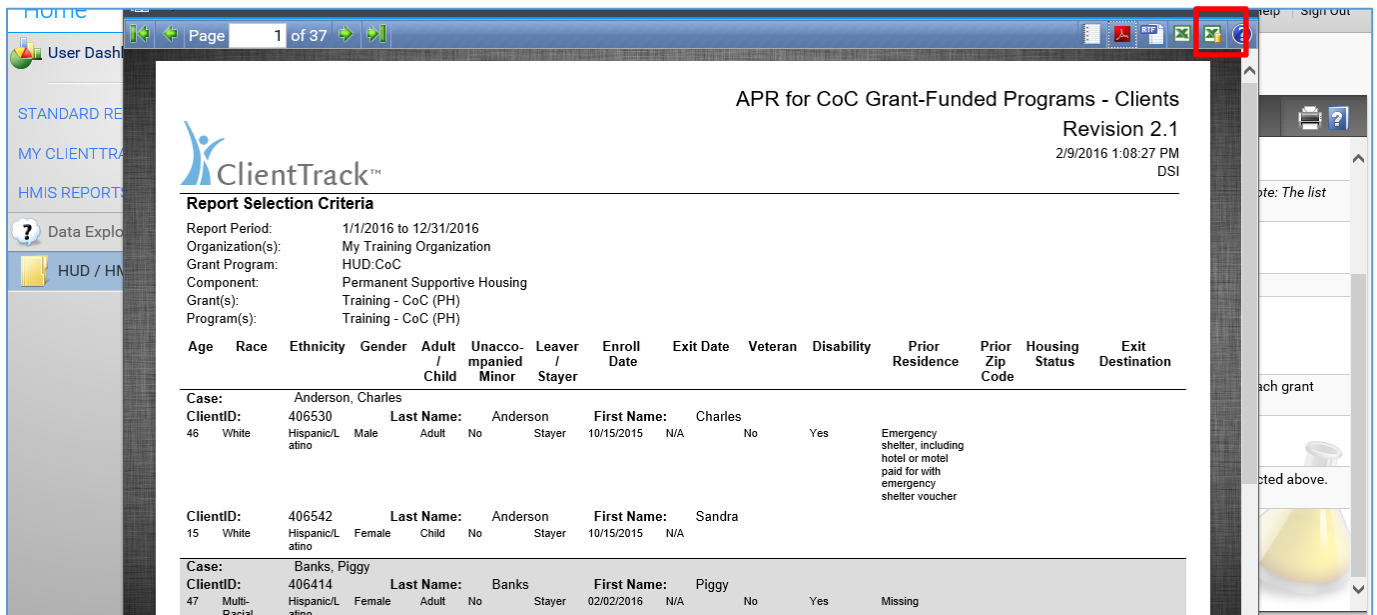 Home
Help Sign Out
Page 1 of 37
RTF
User Dash
STANDARD RE
MY CLIENTTRA
HMIS REPORTS
Data Explo
HUD / HM
APR for CoC Grant-Funded Programs - Clients
Revision 2.1
2/9/2016 1:08:27 PM
DSI
ClientTrack™
Report Selection Criteria
Report Period: 1/1/2016 to 12/31/2016
Organization(s): My Training Organization
Grant Program: HUD:CoC
Component: Permanent Supportive Housing
Grant(s): Training - CoC (PH)
Program(s): Training - CoC (PH)
Age Race Ethnicity Gender Adult Unacco- Leaver Enroll Exit Date Veteran Disability Prior Prior Housing Exit
/ mpanied / Date Residence Zip Status Destination
Child Minor Stayer Code
Case: Anderson, Charles
ClientID: 406530 Last Name: Anderson First Name: Charles
46 White Hispanic/L Male Adult No Stayer 10/15/2015 N/A No Yes Emergency
atino shelter, including
hotel or motel
paid for with
emergency
shelter voucher
ClientID: 406542 Last Name: Anderson First Name: Sandra
15 White Hispanic/L Female Child No Stayer 10/15/2015 N/A
atino
Case: Banks, Piggy
ClientID: 406414 Last Name: Banks First Name: Piggy
47 Multi- Hispanic/L Female Adult No Stayer 02/02/2016 N/A No Yes Missing
Racial atino
ote: The list
ach grant
cted above.